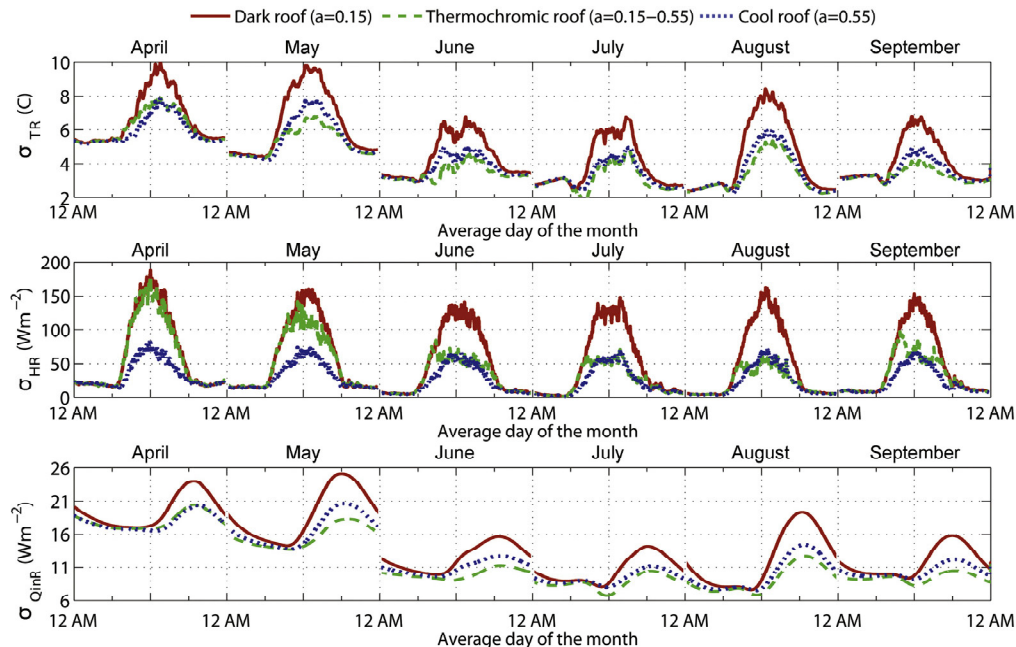 Dark roof (a=0.15) Thermochromic roof (a=0.15−0.55) Cool roof (a=0.55)
April May June July August September
10
8
6
4
2
σ TR (C)
12 AM 12 AM 12 AM 12 AM 12 AM 12 AM 12 AM
Average day of the month
April May June July August September
200
150
100
50
0
σ HR (Wm−2)
12 AM 12 AM 12 AM 12 AM 12 AM 12 AM 12 AM
Average day of the month
April May June July August September
26
21
16
11
6
σ QinR (Wm−2)
12 AM 12 AM 12 AM 12 AM 12 AM 12 AM 12 AM
Average day of the month